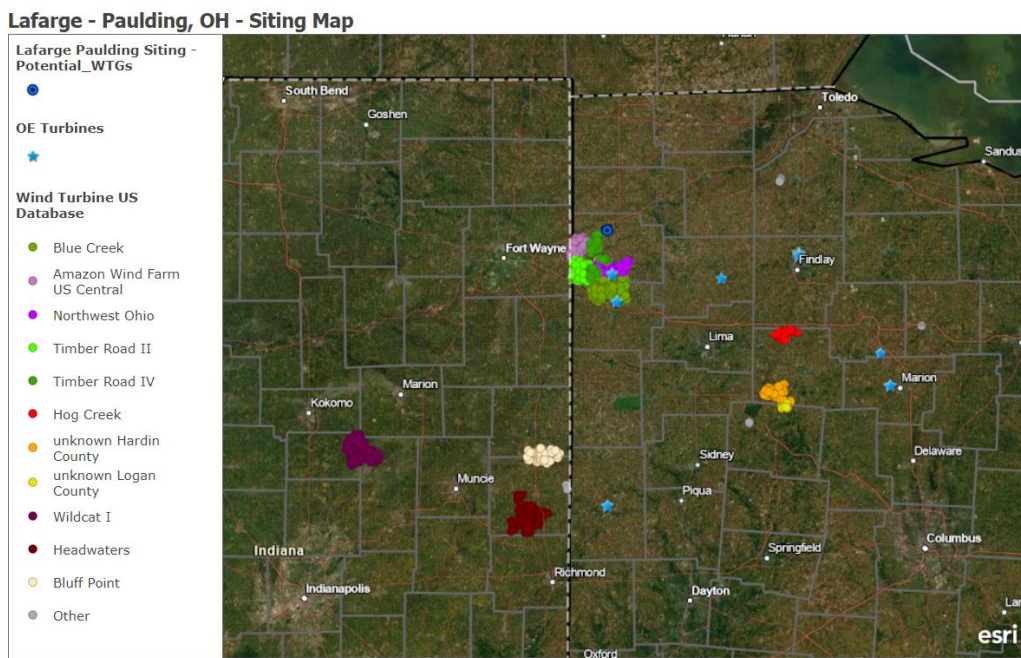 Lafarge - Paulding, OH - Siting Map
Lafarge Paulding Siting -
Potential_WTGs
OE Turbines
Wind Turbine US
Database
Blue Creek
Amazon Wind Farm
US Central
Northwest Ohio
Timber Road II
Timber Road IV
Hog Creek
unknown Hardin
County
unknown Logan
County
Wildcat I
Headwaters
Bluff Point
Other
South Bend
Goshen
Toledo
Sandus
Fort Wayne
Findlay
Lima
Marion
Marion
Kokomo
Sidney
Delaware
Muncie
Piqua
Columbus
Indiana
Springfield
Richmond
Indianapolis
Dayton
Lan
esri
Oxford